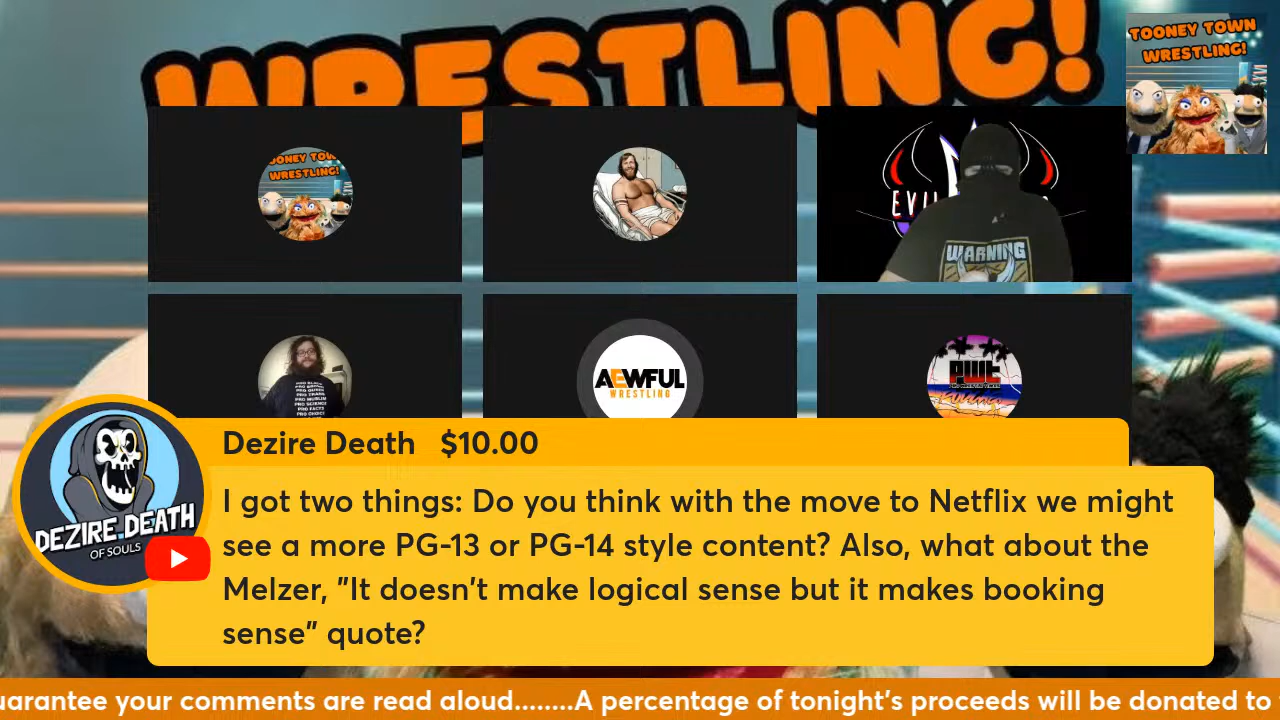 WRESTLING!
TOONEY TOWN
WRESTLING!
TOONEY TOWN
WRESTLING!
EVIL
WARNING
AEWFUL
WRESTLING
PWT
Dezire Death $10.00
I got two things: Do you think with the move to Netflix we might
see a more PG-13 or PG-14 style content? Also, what about the
Melzer, "It doesn't make logical sense but it makes booking
sense" quote?
DEZIRE DEATH
OF SOULS
uarantee your comments are read aloud........A percentage of tonight's proceeds will be donated to